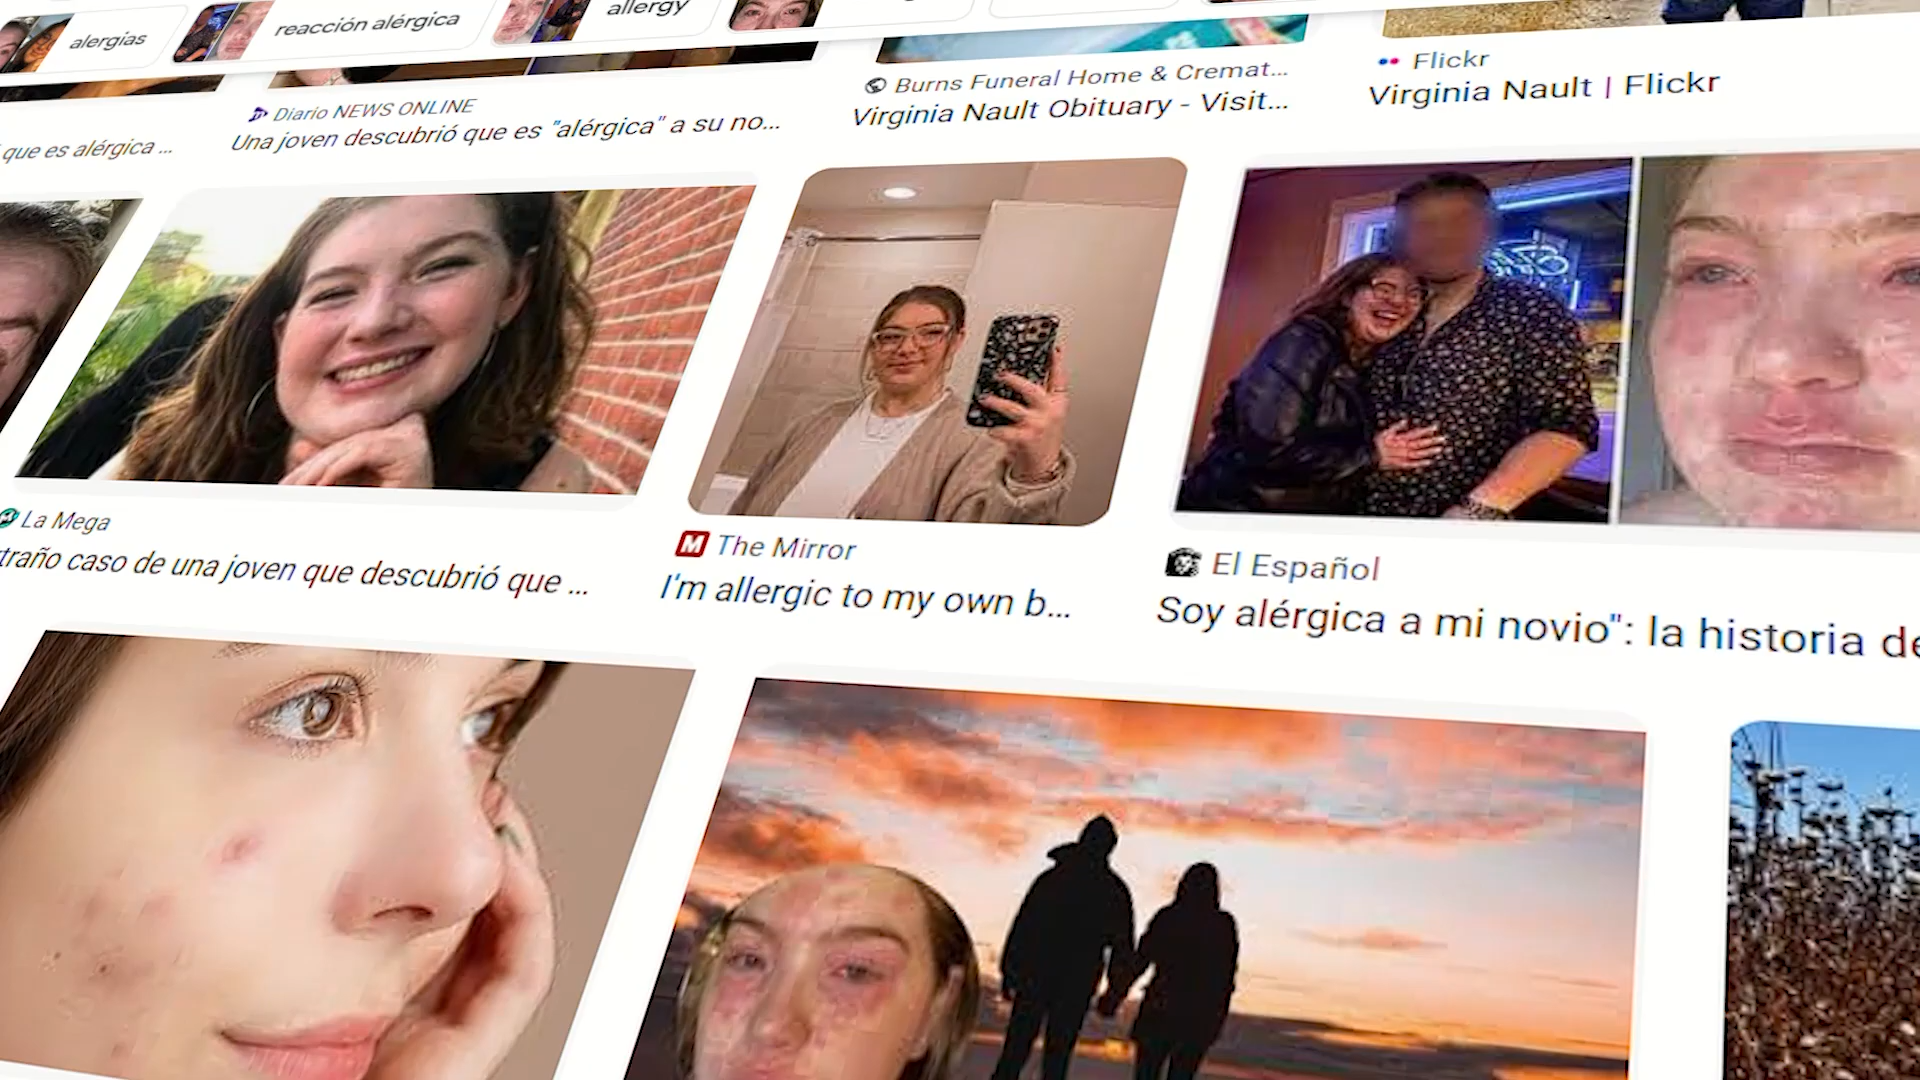 alergias
reacción alérgica
allergy
que es alérgica ...
Diario NEWS ONLINE
Una joven descubrió que es "alérgica" a su no...
Burns Funeral Home & Cremat...
Virginia Nault Obituary - Visit...
Flickr
Virginia Nault | Flickr
La Mega
traño caso de una joven que descubrió que ...
The Mirror
I'm allergic to my own b...
El Español
Soy alérgica a mi novio": la historia de